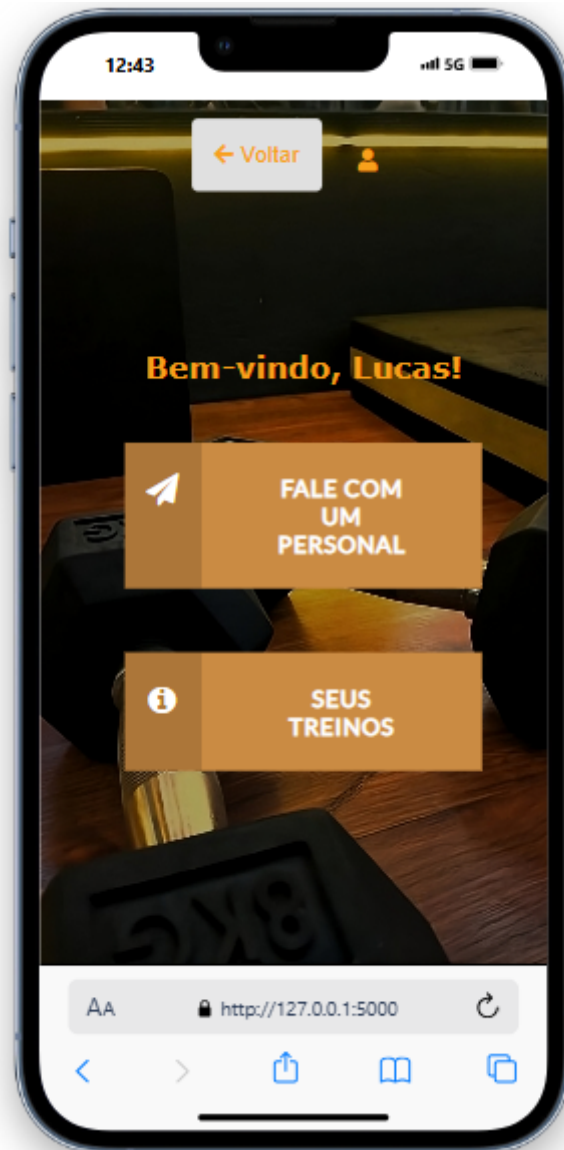 12:43
5G
Voltar
Bem-vindo, Lucas!
FALE COM
UM
PERSONAL
SEUS
TREINOS
8KG
AA
http://127.0.0.1:5000